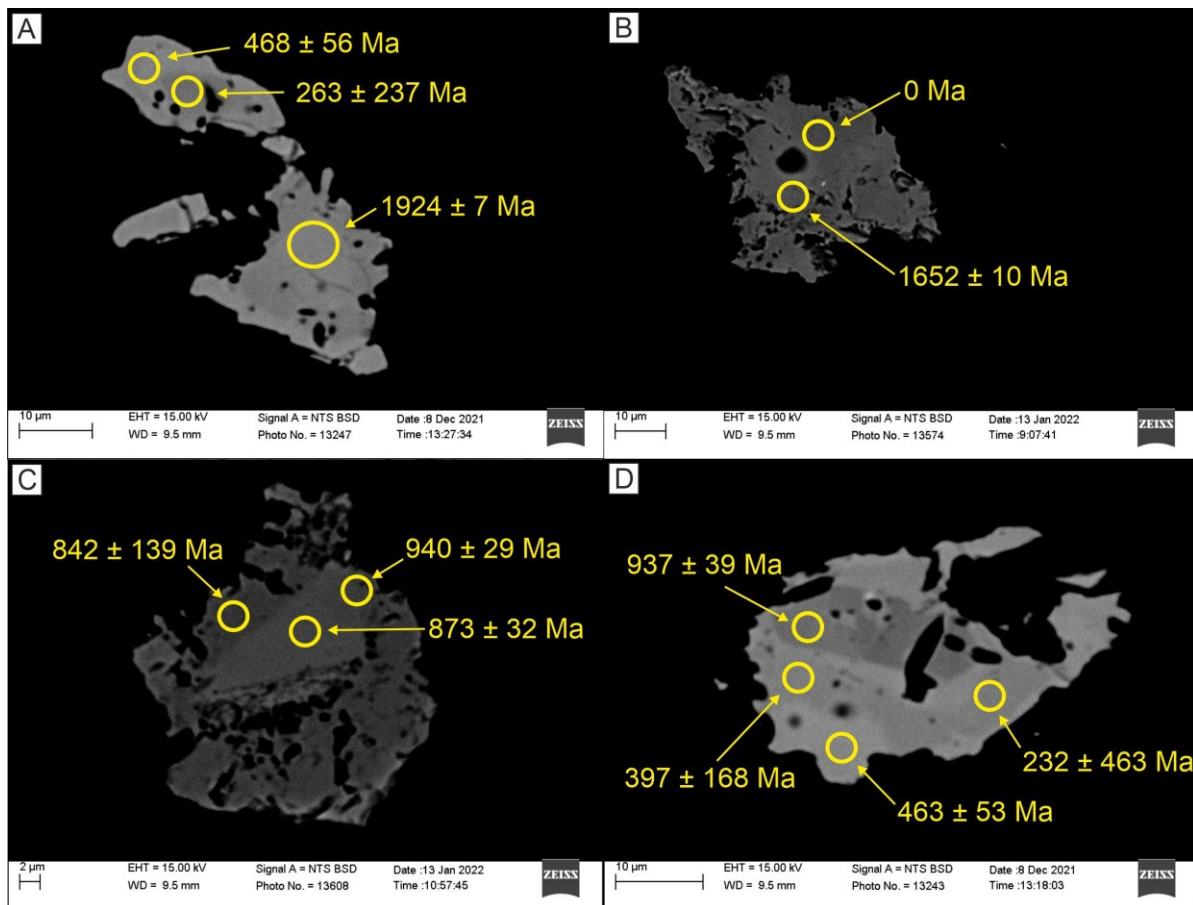 A
468 ± 56 Ma
263 ± 237 Ma
1924 ± 7 Ma
10 µm
EHT = 15.00 kV
Signal A = NTS BSD
Date :8 Dec 2021
WD = 9.5 mm
Photo No. = 13247
Time :13:27:34
ZEISS
B
0 Ma
1652 ± 10 Ma
10 µm
EHT = 15.00 kV
Signal A = NTS BSD
Date :13 Jan 2022
WD = 9.5 mm
Photo No. = 13574
Time :9:07:41
ZEISS
C
842 ± 139 Ma
940 ± 29 Ma
873 ± 32 Ma
2 µm
EHT = 15.00 kV
Signal A = NTS BSD
Date :13 Jan 2022
WD = 9.5 mm
Photo No. = 13608
Time :10:57:45
ZEISS
D
937 ± 39 Ma
397 ± 168 Ma
463 ± 53 Ma
232 ± 463 Ma
10 µm
EHT = 15.00 kV
Signal A = NTS BSD
Date :8 Dec 2021
WD = 9.5 mm
Photo No. = 13243
Time :13:18:03
ZEISS